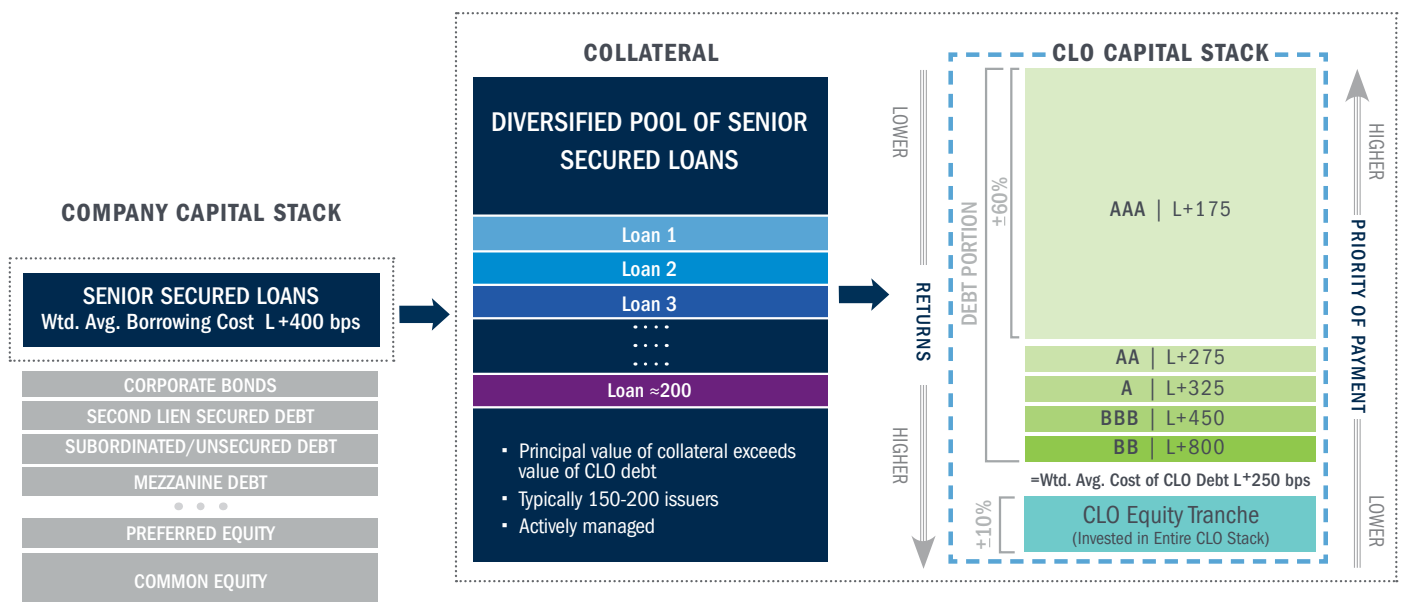 COMPANY CAPITAL STACK
SENIOR SECURED LOANS
Wtd. Avg. Borrowing Cost L+400 bps
CORPORATE BONDS
SECOND LIEN SECURED DEBT
SUBORDINATED/UNSECURED DEBT
MEZZANINE DEBT
PREFERRED EQUITY
COMMON EQUITY
COLLATERAL
DIVERSIFIED POOL OF SENIOR
SECURED LOANS
Loan 1
Loan 2
Loan 3
....
....
....
Loan ≈200
▪ Principal value of collateral exceeds
value of CLO debt
▪ Typically 150-200 issuers
▪ Actively managed
LOWER
RETURNS
HIGHER
CLO CAPITAL STACK
DEBT PORTION
±60%
AAA | L+175
AA | L+275
A | L+325
BBB | L+450
BB | L+800
=Wtd. Avg. Cost of CLO Debt L+250 bps
±10%
CLO Equity Tranche
(Invested in Entire CLO Stack)
HIGHER
PRIORITY OF PAYMENT
LOWER